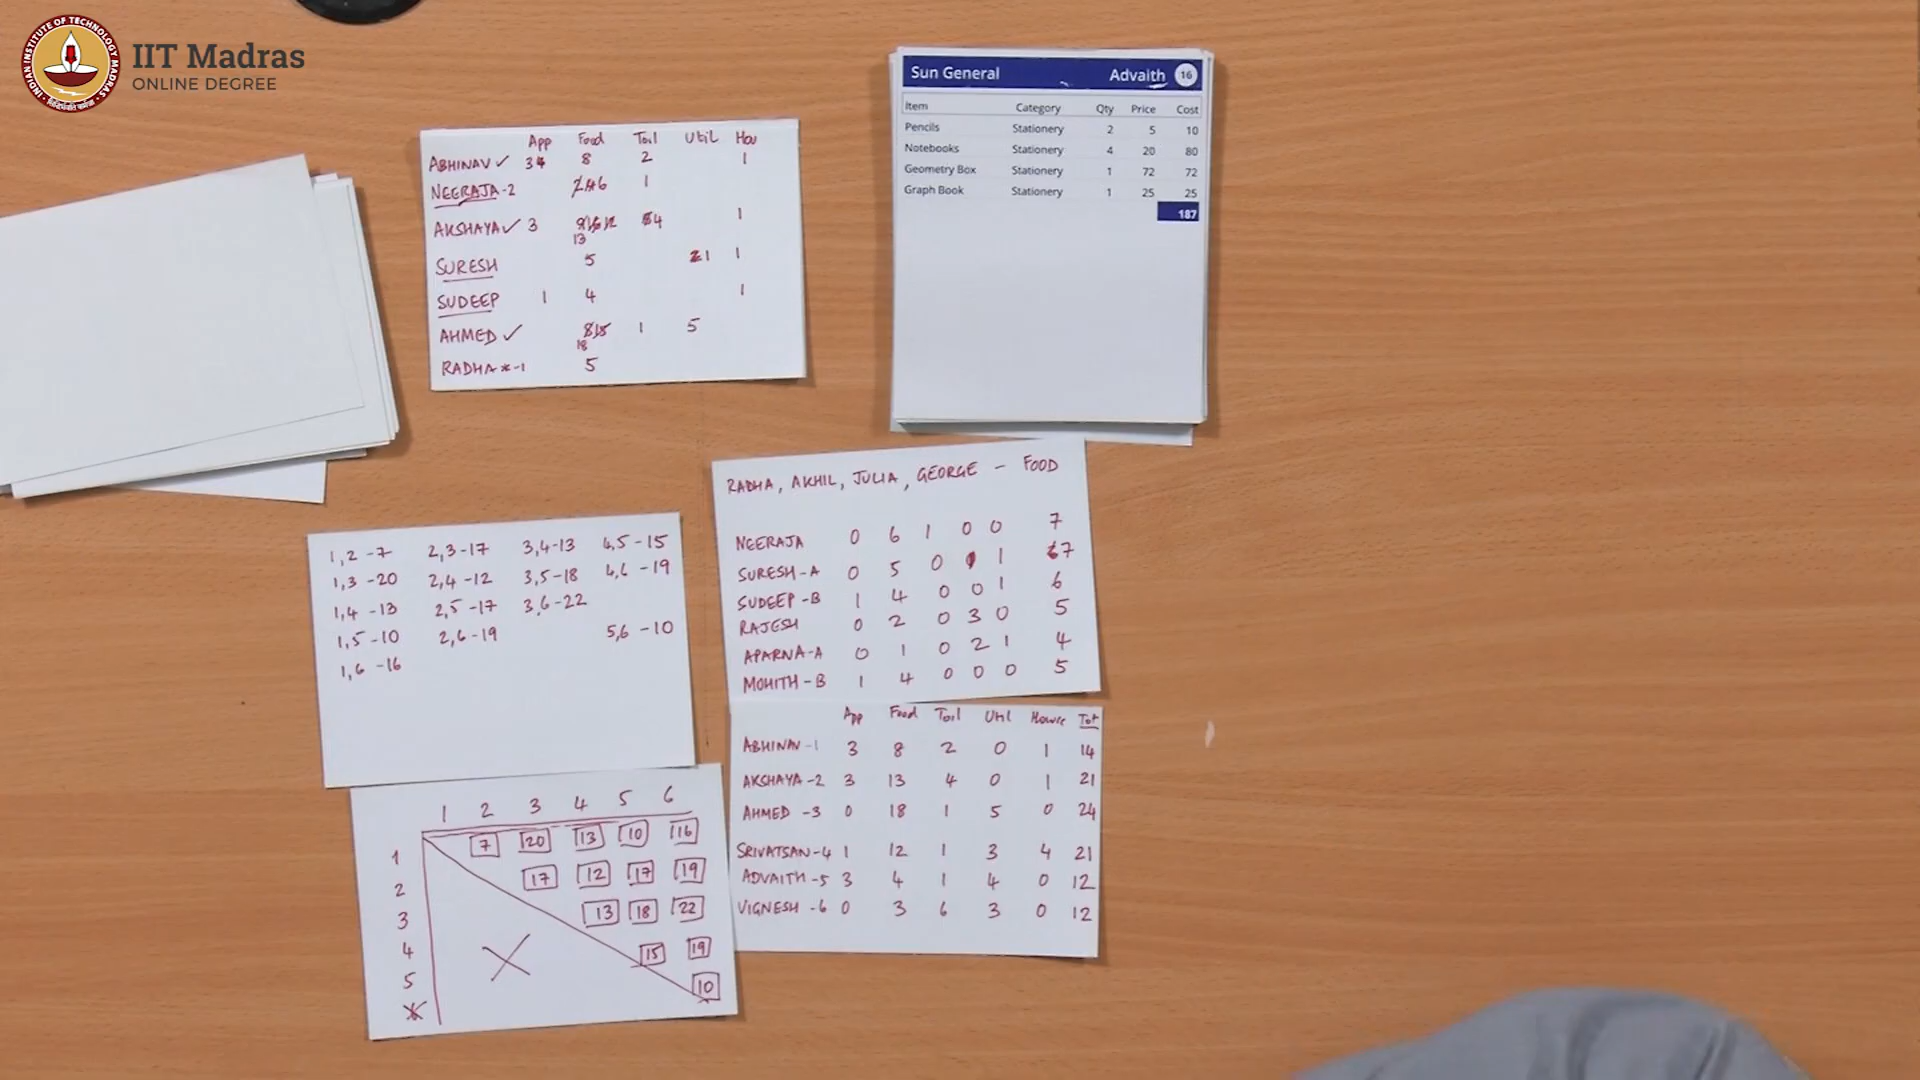 IIT Madras
ONLINE DEGREE
App Food Toil Util Hou
ABHINAV ✓ 3 8 2 1
NEERAJA-2 6 1
AKSHAYA ✓ 3 13 4 1
SURESH 5 1 1
SUDEEP 1 4 1
AHMED ✓ 18 1 5
RADHA *-1 5
Sun General Advaith 16
Item Category Qty Price Cost
Pencils Stationery 2 5 10
Notebooks Stationery 4 20 80
Geometry Box Stationery 1 72 72
Graph Book Stationery 1 25 25
187
RADHA, AKHIL, JULIA, GEORGE - FOOD
NEERAJA 0 6 1 0 0 7
SURESH-A 0 5 0 1 7
SUDEEP-B 1 4 0 0 1 6
RAJESH 0 2 0 3 0 5
APARNA-A 0 1 0 2 1 4
MOHITH-B 1 4 0 0 0 5
1,2 -7 2,3-17 3,4-13 4,5-15
1,3 -20 2,4 -12 3,5-18 4,6 -19
1,4 -13 2,5 -17 3,6-22
1,5 -10 2,6 -19 5,6 -10
1,6 -16
App Food Toil Util House Tot
ABHINAV-1 3 8 2 0 1 14
AKSHAYA-2 3 13 4 0 1 21
AHMED -3 0 18 1 5 0 24
SRIVATSAN-4 1 12 1 3 4 21
ADVAITH-5 3 4 1 4 0 12
VIGNESH -6 0 3 6 3 0 12
1 2 3 4 5 6
1 7 20 13 10 16
2 17 12 17 19
3 13 18 22
4 15 19
5 10